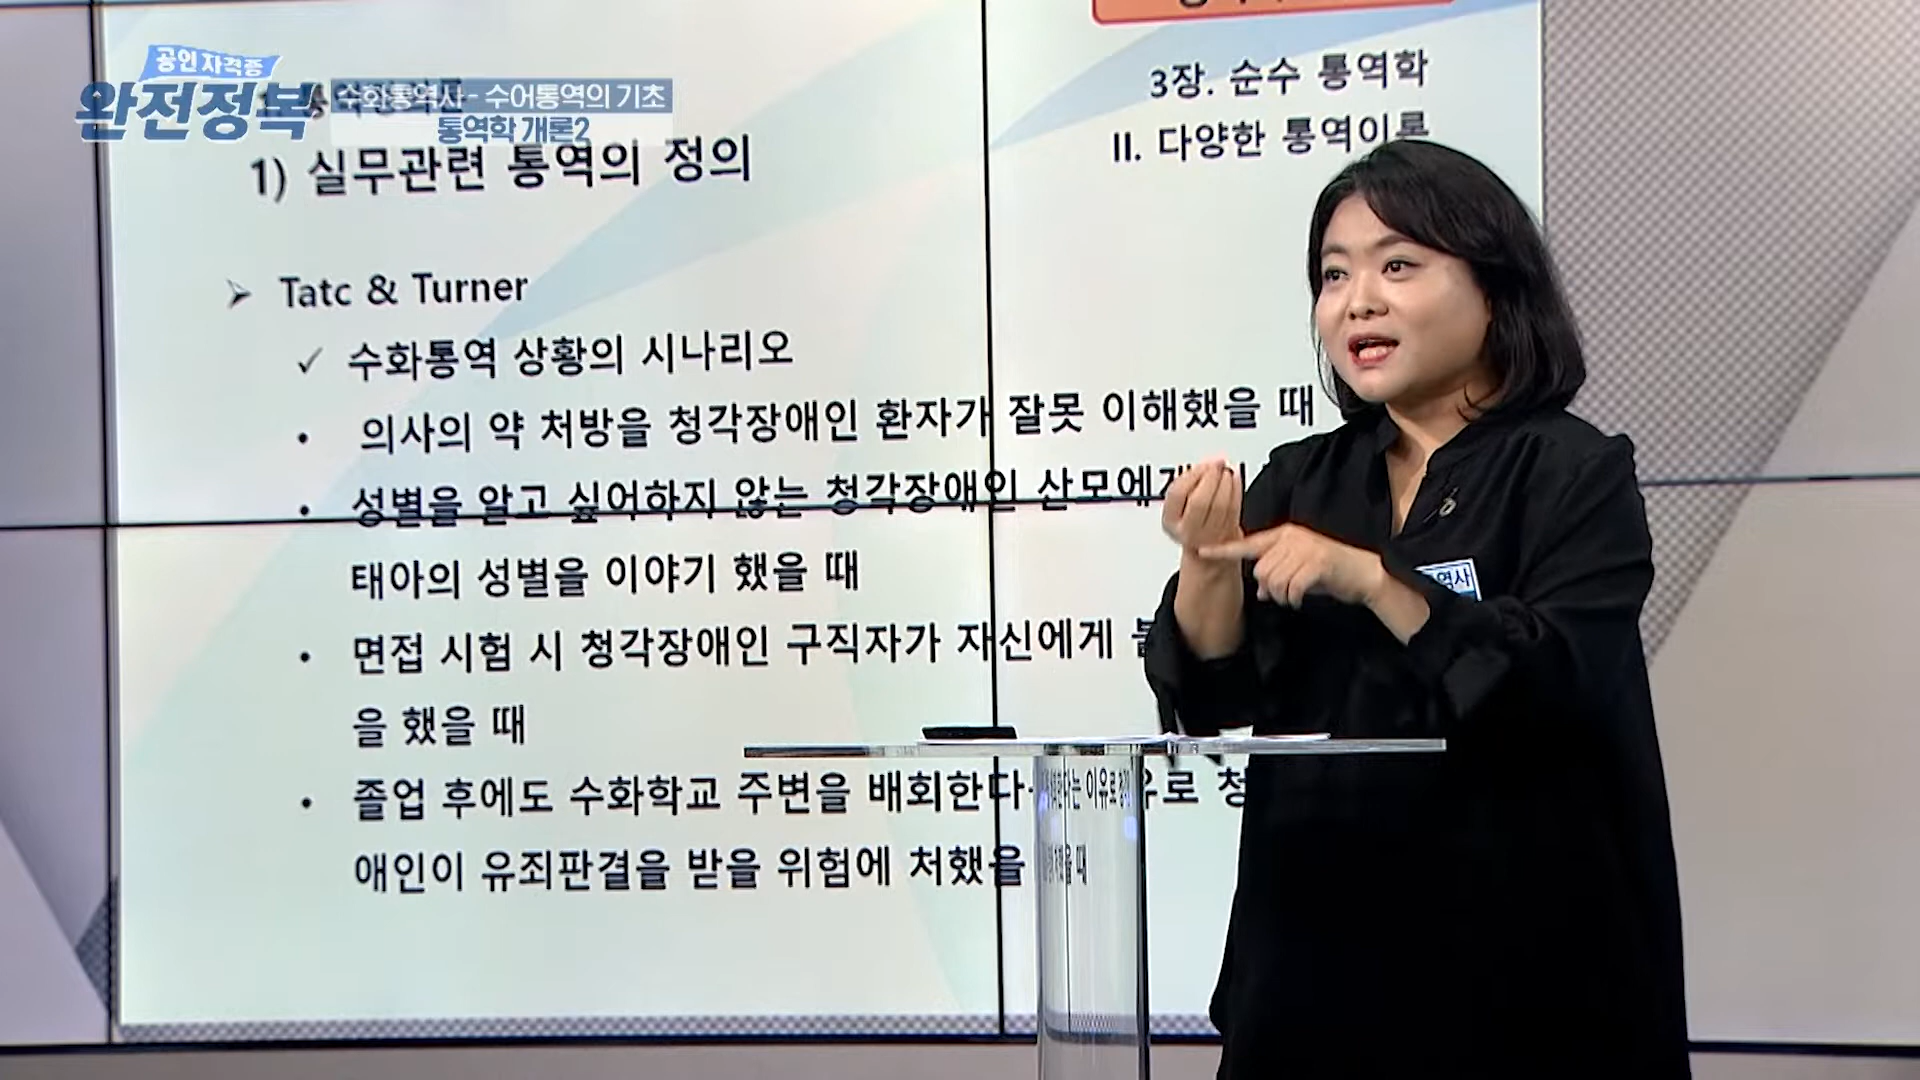 공인 자격증
완전정복
수화통역사 - 수어통역의 기초
통역학 개론2
3장. 순수 통역학
II. 다양한 통역이론
1) 실무관련 통역의 정의
➢ Tatc & Turner
✓ 수화통역 상황의 시나리오
• 의사의 약 처방을 청각장애인 환자가 잘못 이해했을 때
• 성별을 알고 싶어하지 않는 청각장애인 산모에게
태아의 성별을 이야기 했을 때
• 면접 시험 시 청각장애인 구직자가 자신에게
을 했을 때
• 졸업 후에도 수화학교 주변을 배회한다는 이유로 청
애인이 유죄판결을 받을 위험에 처했을 때
역사